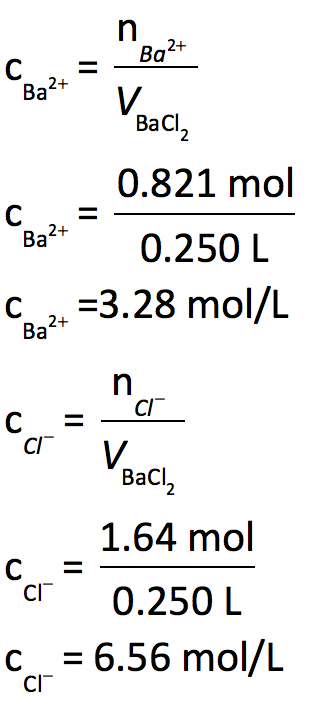 c_Ba²⁺ = n_Ba²⁺ / V_BaCl₂
c_Ba²⁺ = 0.821 mol / 0.250 L
c_Ba²⁺ =3.28 mol/L
c_Cl⁻ = n_Cl⁻ / V_BaCl₂
c_Cl⁻ = 1.64 mol / 0.250 L
c_Cl⁻ = 6.56 mol/L